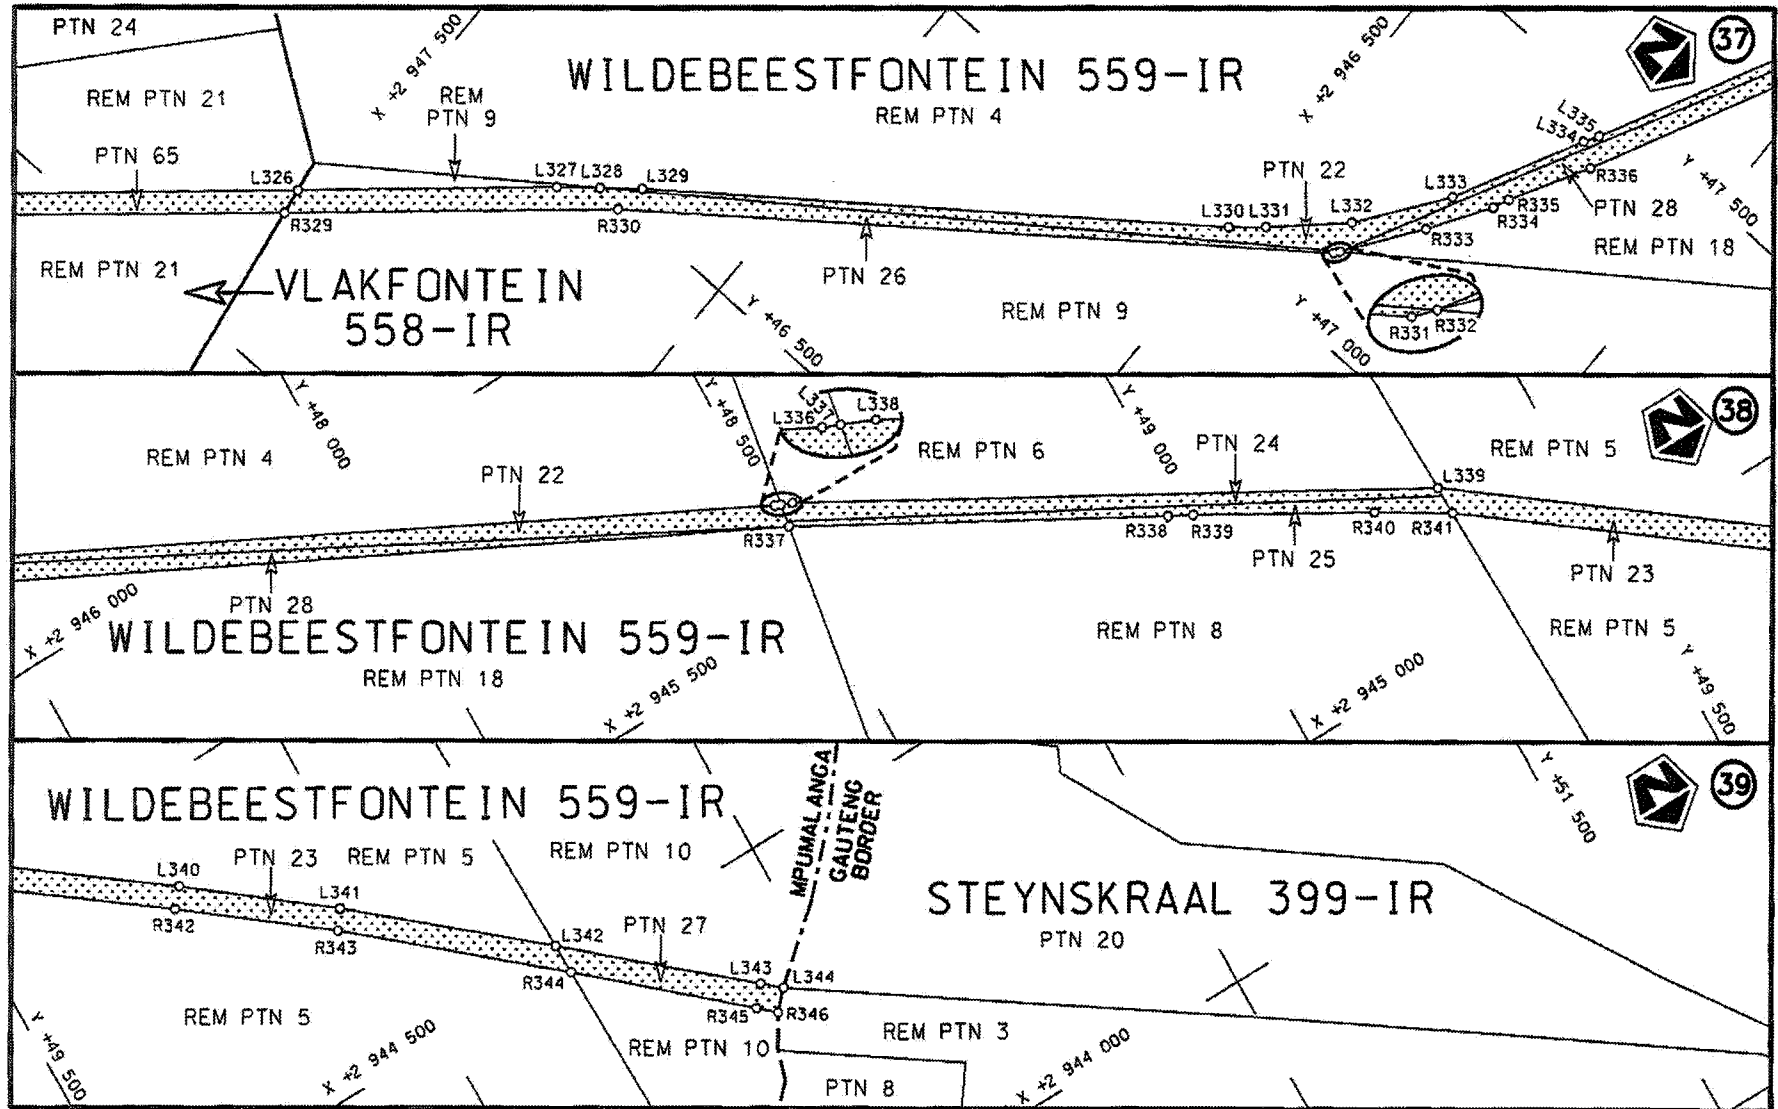 PTN 24
REM PTN 21
PTN 65
REM PTN 21
X +2 947 500
REM
PTN 9
WILDEBEESTFONTEIN 559-IR
REM PTN 4
X +2 946 500
37
L326
L327
L328
L329
R329
R330
VLAKFONTEIN
558-IR
PTN 26
Y +46 500
REM PTN 9
PTN 22
L330
L331
L332
L333
L334
L335
R336
R335
R334
R333
PTN 28
REM PTN 18
Y +47 500
Y +47 000
R331
R332
REM PTN 4
Y +48 000
PTN 22
Y +48 500
L336
L337
L338
REM PTN 6
Y +49 000
PTN 24
REM PTN 5
38
L339
R337
R338
R339
R340
R341
PTN 25
PTN 23
PTN 28
X +2 946 000
WILDEBEESTFONTEIN 559-IR
REM PTN 18
X +2 945 500
REM PTN 8
X +2 945 000
REM PTN 5
Y +49 500
WILDEBEESTFONTEIN 559-IR
PTN 23
REM PTN 5
REM PTN 10
MPUMALANGA
GAUTENG
BORDER
Y +51 500
39
L340
L341
L342
L343
L344
R342
R343
R344
R345
R346
PTN 27
STEYNSKRAAL 399-IR
PTN 20
REM PTN 5
REM PTN 10
REM PTN 3
PTN 8
Y +49 500
X +2 944 500
X +2 944 000